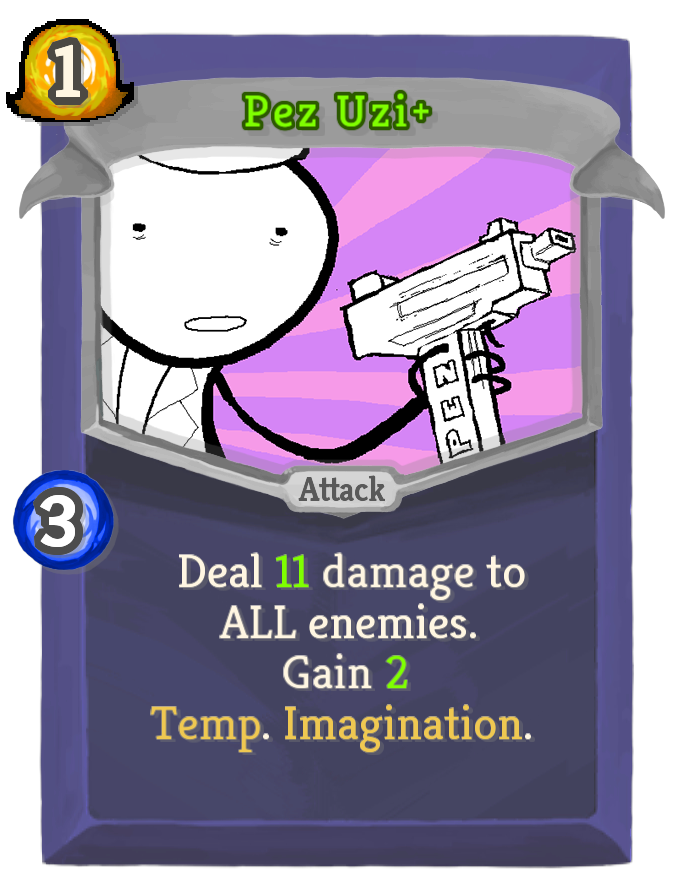 1
Pez Uzi+
PEZ
Attack
3
Deal 11 damage to
ALL enemies.
Gain 2
Temp. Imagination.